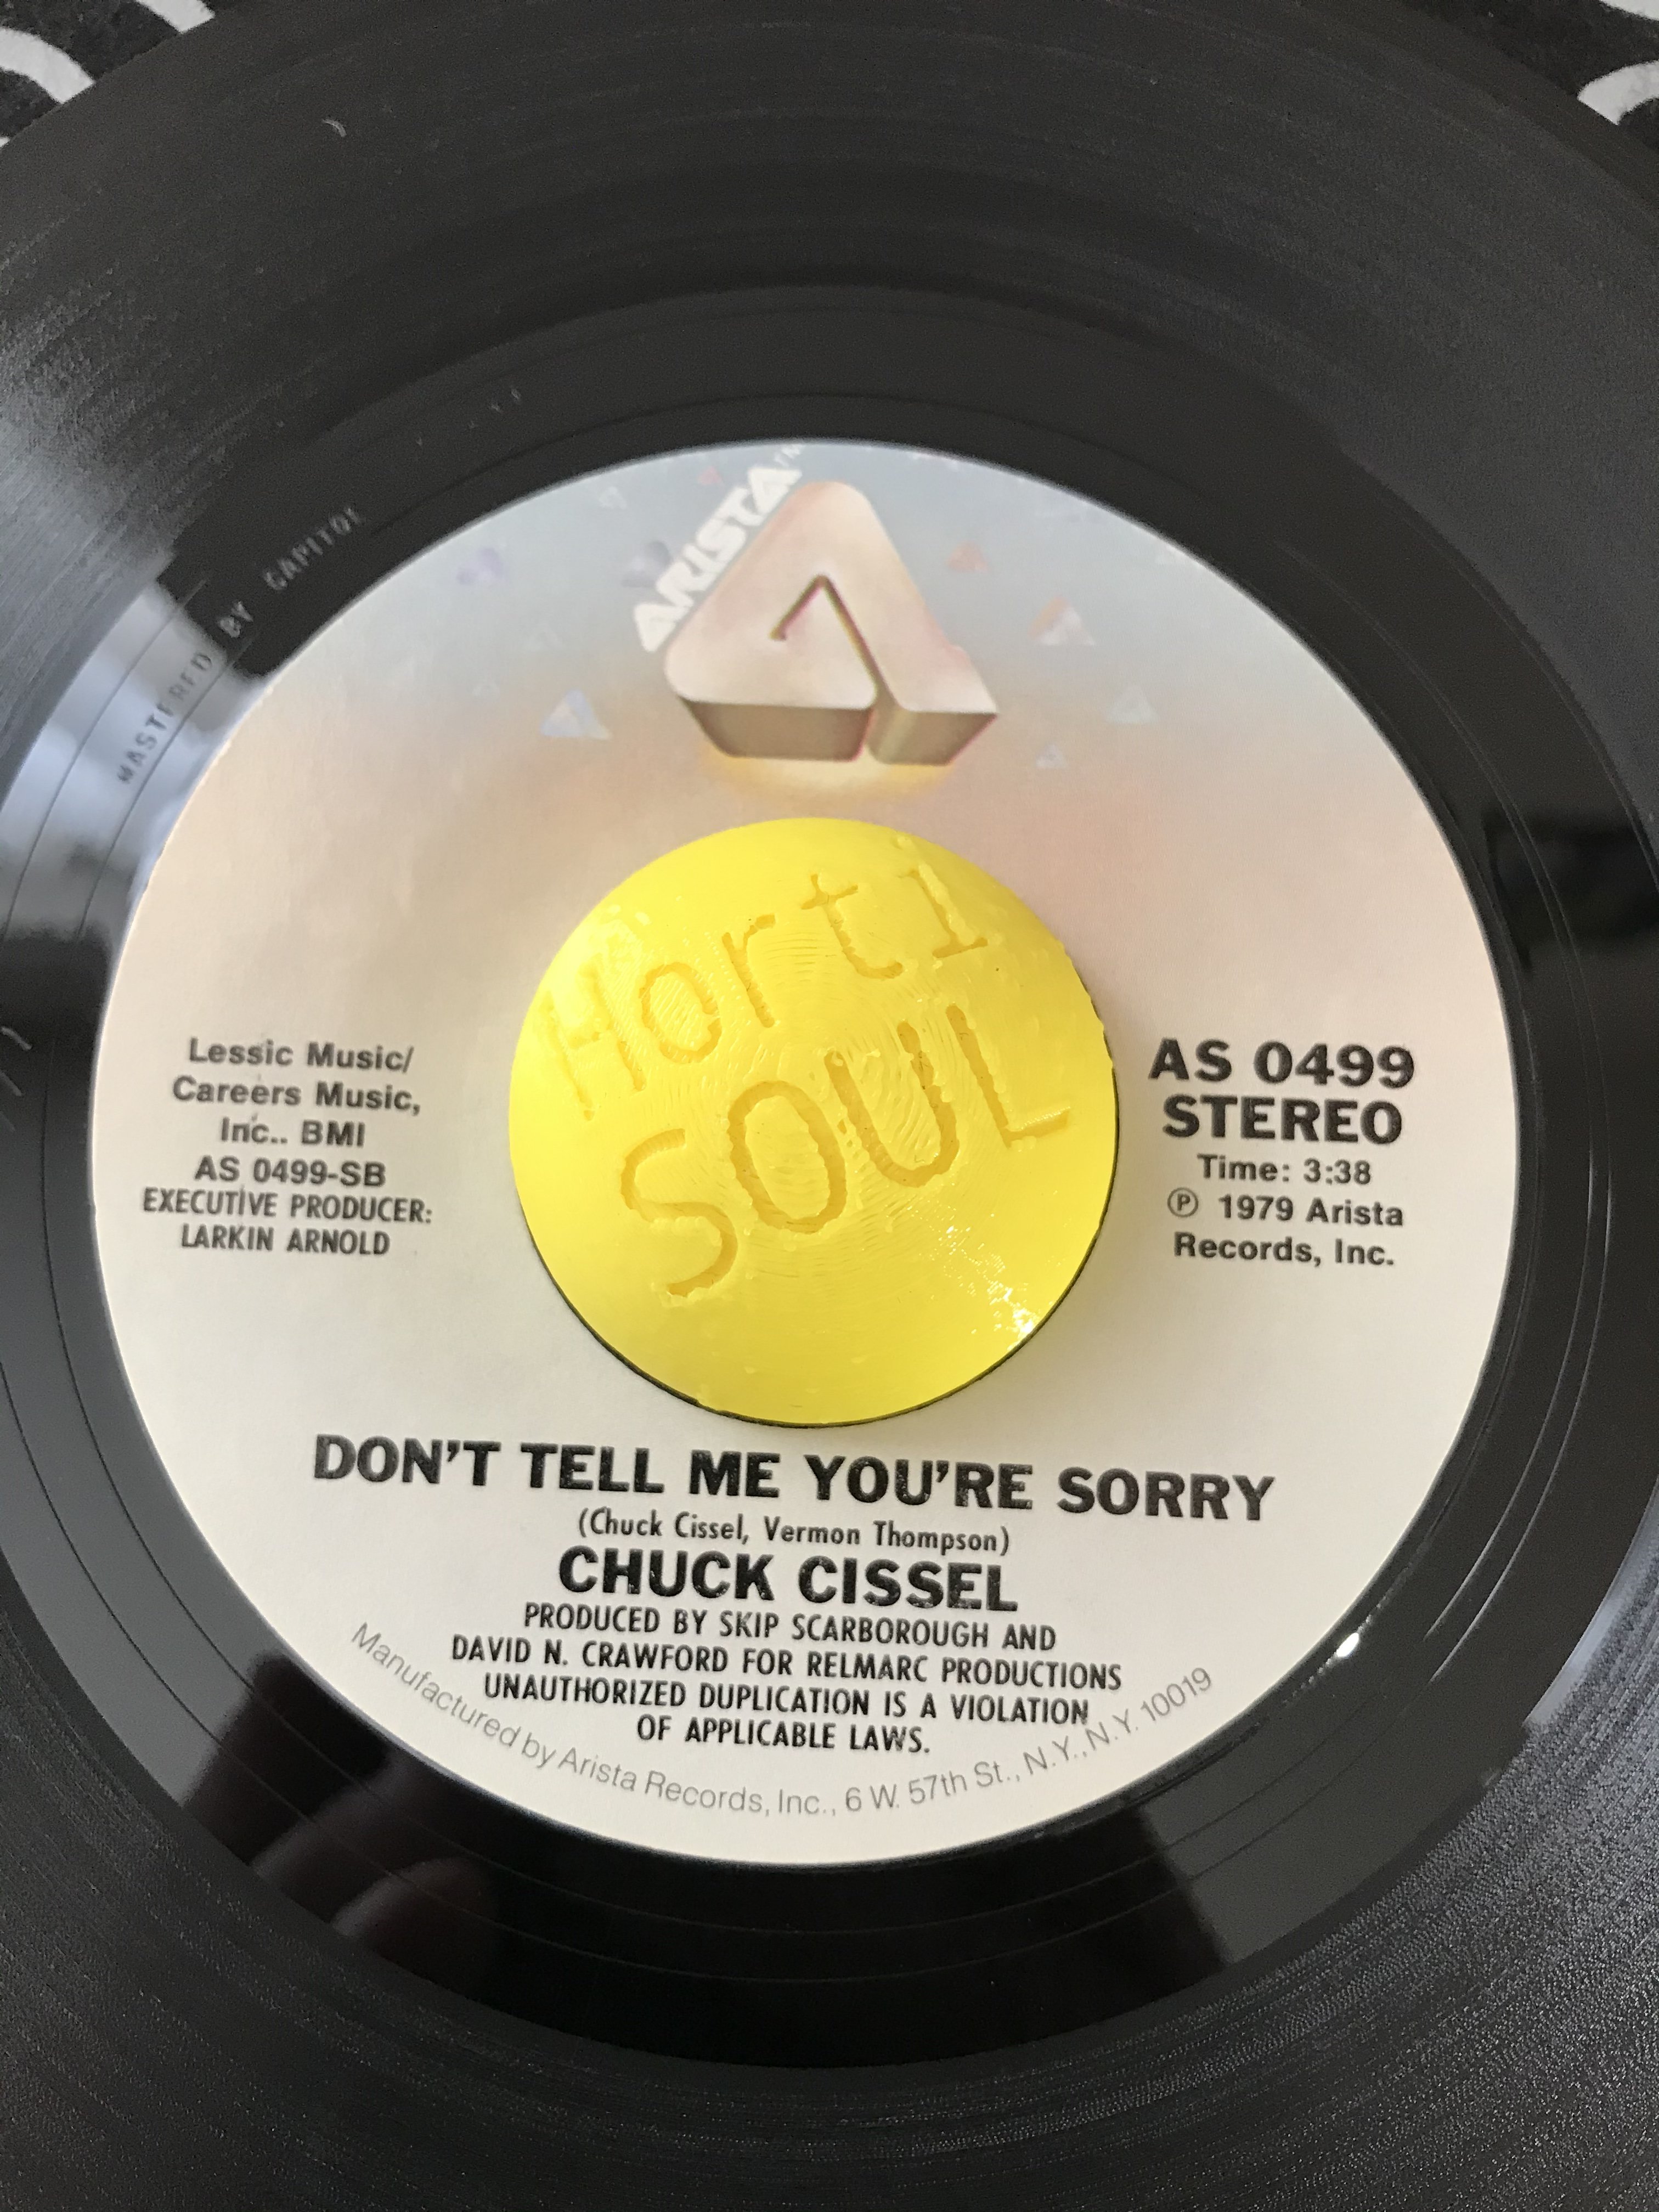 MASTERED BY CAPITOL
ARISTA™
Horti
SOUL
Lessic Music/
Careers Music,
Inc.. BMI
AS 0499-SB
EXECUTIVE PRODUCER:
LARKIN ARNOLD
AS 0499
STEREO
Time: 3:38
Ⓟ 1979 Arista
Records, Inc.
DON'T TELL ME YOU'RE SORRY
(Chuck Cissel, Vermon Thompson)
CHUCK CISSEL
PRODUCED BY SKIP SCARBOROUGH AND
DAVID N. CRAWFORD FOR RELMARC PRODUCTIONS
UNAUTHORIZED DUPLICATION IS A VIOLATION
OF APPLICABLE LAWS.
Manufactured by Arista Records, Inc., 6 W. 57th St., N.Y., N.Y. 10019